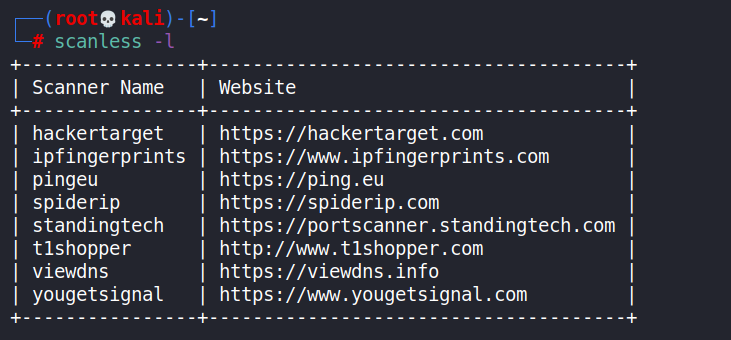 ┌──(root💀kali)-[~]
└─# scanless -l
+----------------+--------------------------------------+
| Scanner Name   | Website                              |
+----------------+--------------------------------------+
| hackertarget   | https://hackertarget.com             |
| ipfingerprints | https://www.ipfingerprints.com       |
| pingeu         | https://ping.eu                      |
| spiderip       | https://spiderip.com                 |
| standingtech   | https://portscanner.standingtech.com |
| t1shopper      | http://www.t1shopper.com             |
| viewdns        | https://viewdns.info                 |
| yougetsignal   | https://www.yougetsignal.com         |
+----------------+--------------------------------------+